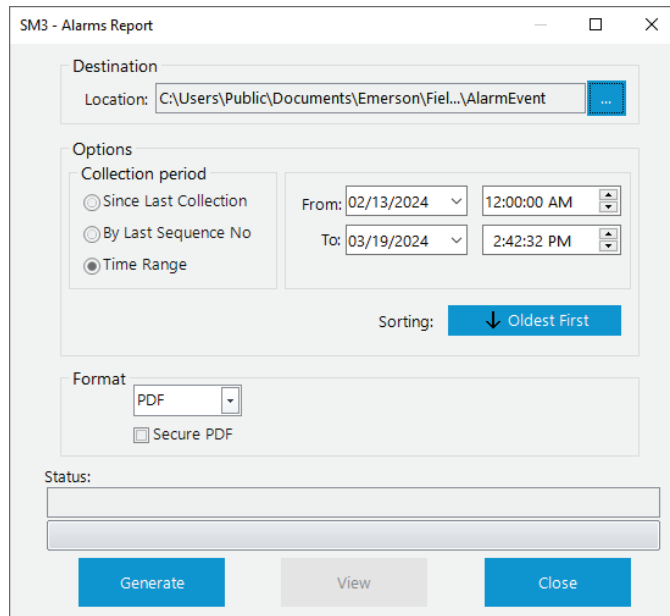 SM3 - Alarms Report
Destination
Location: C:\Users\Public\Documents\Emerson\Fiel...\AlarmEvent ...
Options
Collection period
Since Last Collection
By Last Sequence No
Time Range
From: 02/13/2024 12:00:00 AM
To: 03/19/2024 2:42:32 PM
Sorting: Oldest First
Format
PDF
Secure PDF
Status:
Generate View Close